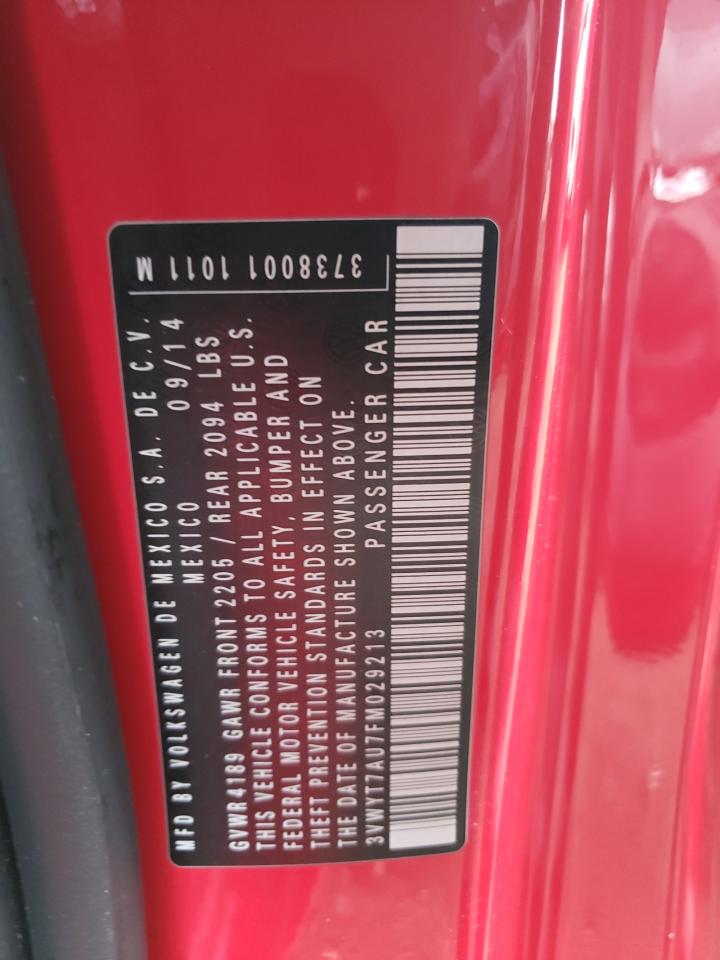 MFD BY VOLKSWAGEN DE MEXICO S.A. DE C.V.
MEXICO 09/14
GVWR4189 GAWR FRONT2205 / REAR 2094 LBS
THIS VEHICLE CONFORMS TO ALL APPLICABLE U.S.
FEDERAL MOTOR VEHICLE SAFETY, BUMPER AND
THEFT PREVENTION STANDARDS IN EFFECT ON
THE DATE OF MANUFACTURE SHOWN ABOVE.
3VWYT7AU7FM029213 PASSENGER CAR
3738001 1011 M